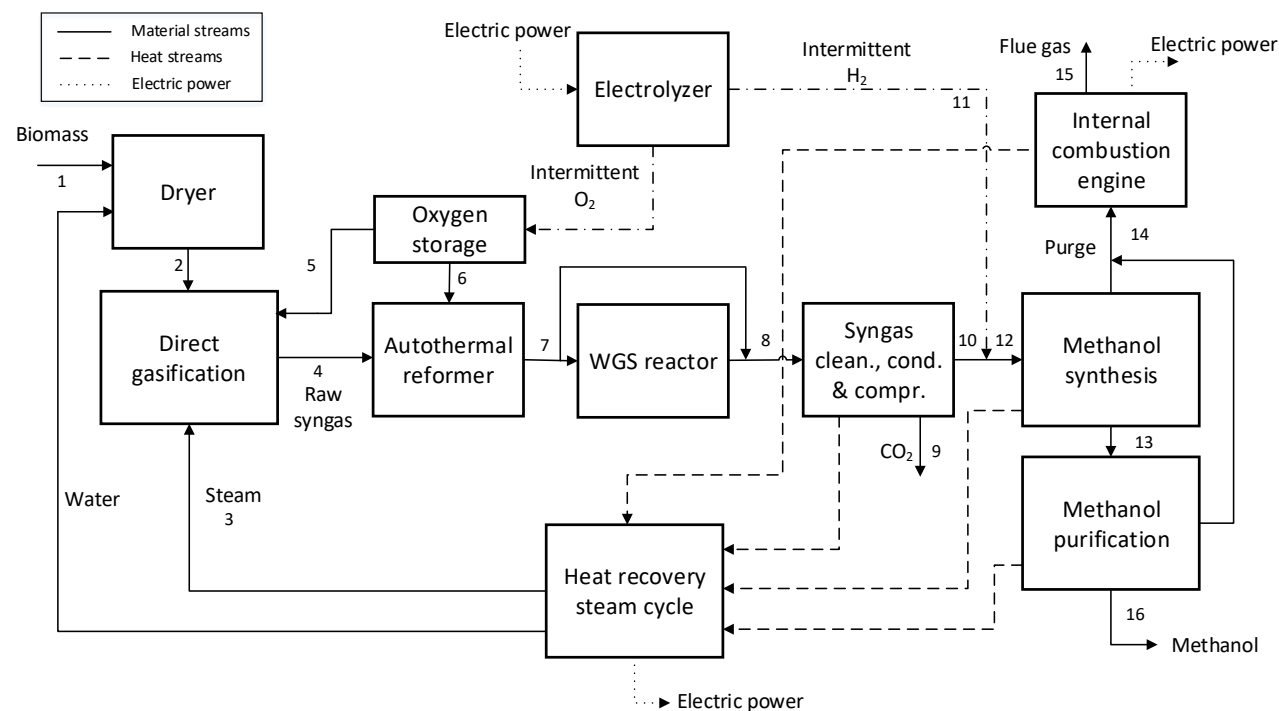 Material streams
Heat streams
Electric power
Electric power
Electrolyzer
Intermittent
H₂
11
Flue gas
15
Electric power
Internal
combustion
engine
Biomass
1
Dryer
Intermittent
O₂
Oxygen
storage
2
5
6
Purge
14
Direct
gasification
4
Raw
syngas
Autothermal
reformer
7
WGS reactor
8
Syngas
clean., cond.
& compr.
10
12
Methanol
synthesis
CO₂
9
13
Water
Steam
3
Heat recovery
steam cycle
Methanol
purification
16
Methanol
Electric power